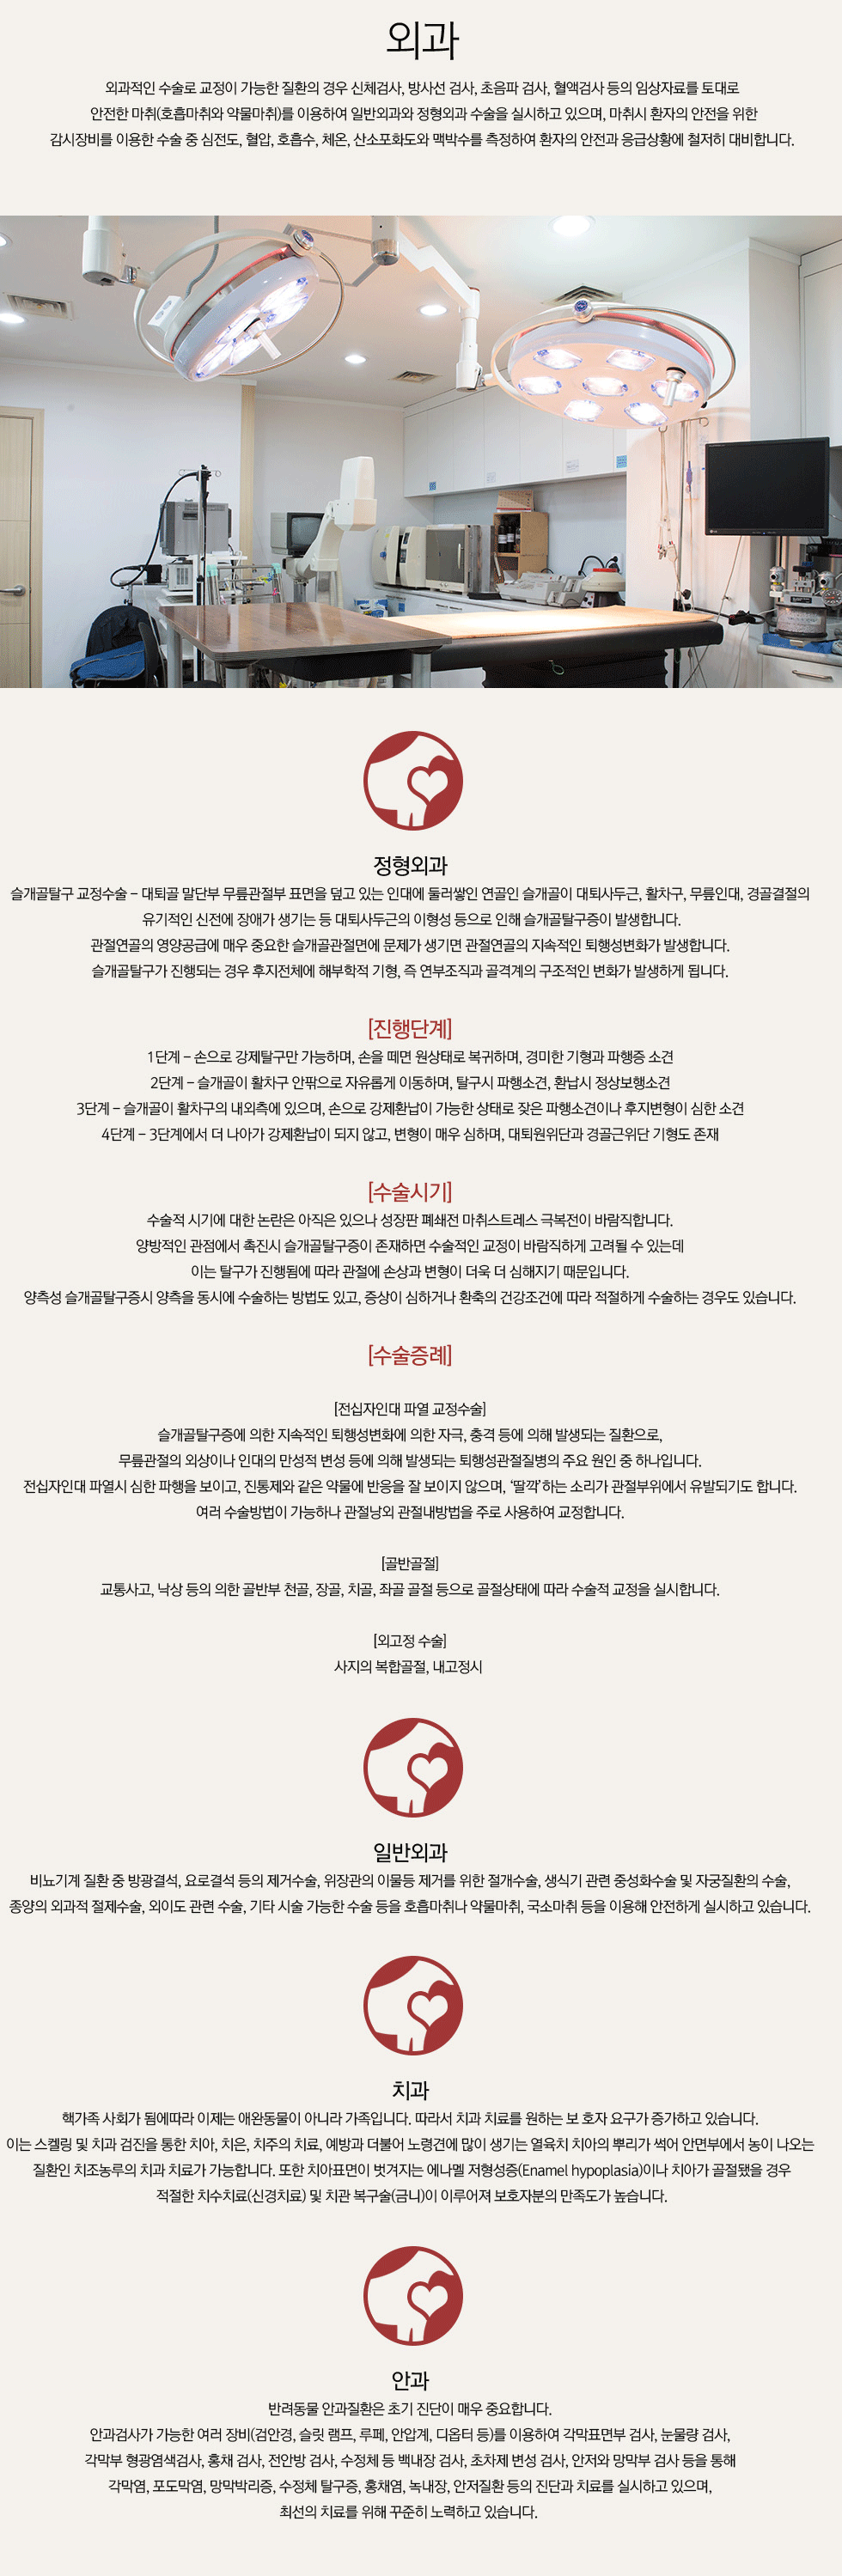 외과
외과적인 수술로 교정이 가능한 질환의 경우 신체검사, 방사선 검사, 초음파 검사, 혈액검사 등의 임상자료를 토대로
안전한 마취(호흡마취와 약물마취)를 이용하여 일반외과와 정형외과 수술을 실시하고 있으며, 마취시 환자의 안전을 위한
감시장비를 이용한 수술 중 심전도, 혈압, 호흡수, 체온, 산소포화도와 맥박수를 측정하여 환자의 안전과 응급상황에 철저히 대비합니다.
정형외과
슬개골탈구 교정수술 – 대퇴골 말단부 무릎관절부 표면을 덮고 있는 인대에 둘러쌓인 연골인 슬개골이 대퇴사두근, 활차구, 무릎인대, 경골결절의
유기적인 신전에 장애가 생기는 등 대퇴사두근의 이형성 등으로 인해 슬개골탈구증이 발생합니다.
관절연골의 영양공급에 매우 중요한 슬개골관절면에 문제가 생기면 관절연골의 지속적인 퇴행성변화가 발생합니다.
슬개골탈구가 진행되는 경우 후지전체에 해부학적 기형, 즉 연부조직과 골격계의 구조적인 변화가 발생하게 됩니다.
[진행단계]
1단계 – 손으로 강제탈구만 가능하며, 손을 떼면 원상태로 복귀하며, 경미한 기형과 파행증 소견
2단계 – 슬개골이 활차구 안팎으로 자유롭게 이동하며, 탈구시 파행소견, 환납시 정상보행소견
3단계 – 슬개골이 활차구의 내외측에 있으며, 손으로 강제환납이 가능한 상태로 잦은 파행소견이나 후지변형이 심한 소견
4단계 – 3단계에서 더 나아가 강제환납이 되지 않고, 변형이 매우 심하며, 대퇴원위단과 경골근위단 기형도 존재
[수술시기]
수술적 시기에 대한 논란은 아직은 있으나 성장판 폐쇄전 마취스트레스 극복전이 바람직합니다.
양방적인 관점에서 촉진시 슬개골탈구증이 존재하면 수술적인 교정이 바람직하게 고려될 수 있는데
이는 탈구가 진행됨에 따라 관절에 손상과 변형이 더욱 더 심해지기 때문입니다.
양측성 슬개골탈구증시 양측을 동시에 수술하는 방법도 있고, 증상이 심하거나 환축의 건강조건에 따라 적절하게 수술하는 경우도 있습니다.
[수술증례]
[전십자인대 파열 교정수술]
슬개골탈구증에 의한 지속적인 퇴행성변화에 의한 자극, 충격 등에 의해 발생되는 질환으로,
무릎관절의 외상이나 인대의 만성적 변성 등에 의해 발생되는 퇴행성관절질병의 주요 원인 중 하나입니다.
전십자인대 파열시 심한 파행을 보이고, 진통제와 같은 약물에 반응을 잘 보이지 않으며, ‘딸각’하는 소리가 관절부위에서 유발되기도 합니다.
여러 수술방법이 가능하나 관절낭외 관절내방법을 주로 사용하여 교정합니다.
[골반골절]
교통사고, 낙상 등의 의한 골반부 천골, 장골, 치골, 좌골 골절 등으로 골절상태에 따라 수술적 교정을 실시합니다.
[외고정 수술]
사지의 복합골절, 내고정시
일반외과
비뇨기계 질환 중 방광결석, 요로결석 등의 제거수술, 위장관의 이물등 제거를 위한 절개수술, 생식기 관련 중성화수술 및 자궁질환의 수술,
종양의 외과적 절제수술, 외이도 관련 수술, 기타 시술 가능한 수술 등을 호흡마취나 약물마취, 국소마취 등을 이용해 안전하게 실시하고 있습니다.
치과
핵가족 사회가 됨에따라 이제는 애완동물이 아니라 가족입니다. 따라서 치과 치료를 원하는 보 호자 요구가 증가하고 있습니다.
이는 스켈링 및 치과 검진을 통한 치아, 치은, 치주의 치료, 예방과 더불어 노령견에 많이 생기는 열육치 치아의 뿌리가 썩어 안면부에서 농이 나오는
질환인 치조농루의 치과 치료가 가능합니다. 또한 치아표면이 벗겨지는 에나멜 저형성증(Enamel hypoplasia)이나 치아가 골절됐을 경우
적절한 치수치료(신경치료) 및 치관 복구술(금니)이 이루어져 보호자분의 만족도가 높습니다.
안과
반려동물 안과질환은 초기 진단이 매우 중요합니다.
안과검사가 가능한 여러 장비(검안경, 슬릿 램프, 루페, 안압계, 디옵터 등)를 이용하여 각막표면부 검사, 눈물량 검사,
각막부 형광염색검사, 홍채 검사, 전안방 검사, 수정체 등 백내장 검사, 초차제 변성 검사, 안저와 망막부 검사 등을 통해
각막염, 포도막염, 망막박리증, 수정체 탈구증, 홍채염, 녹내장, 안저질환 등의 진단과 치료를 실시하고 있으며,
최선의 치료를 위해 꾸준히 노력하고 있습니다.